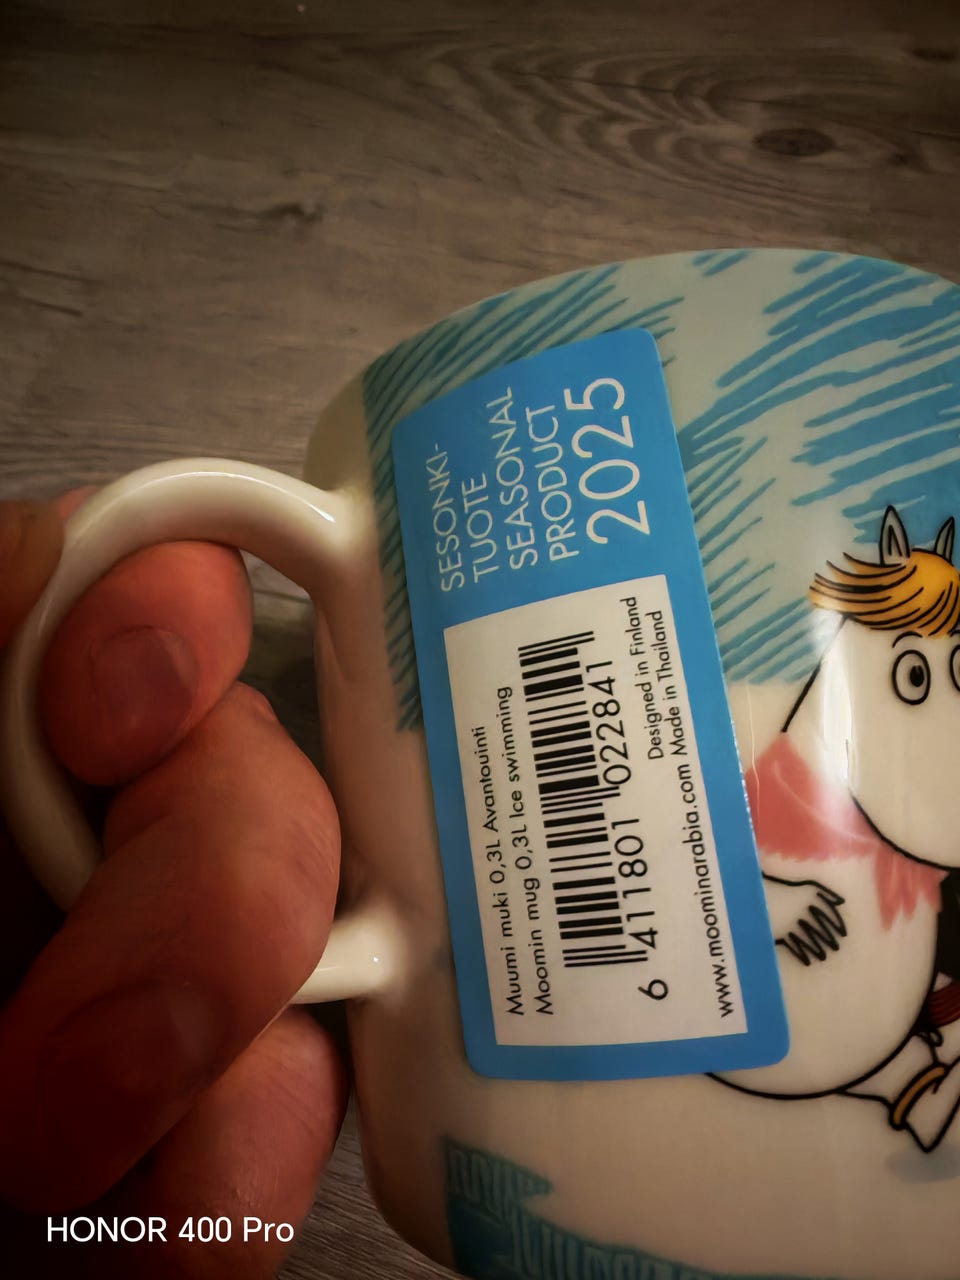 SESONKI-
TUOTE
SEASONAL
PRODUCT
2025
Muumi muki 0,3L Avantouinti
Moomin mug 0,3L Ice swimming
6 411801 022841
Designed in Finland
www.moominarabia.com Made in Thailand
HONOR 400 Pro